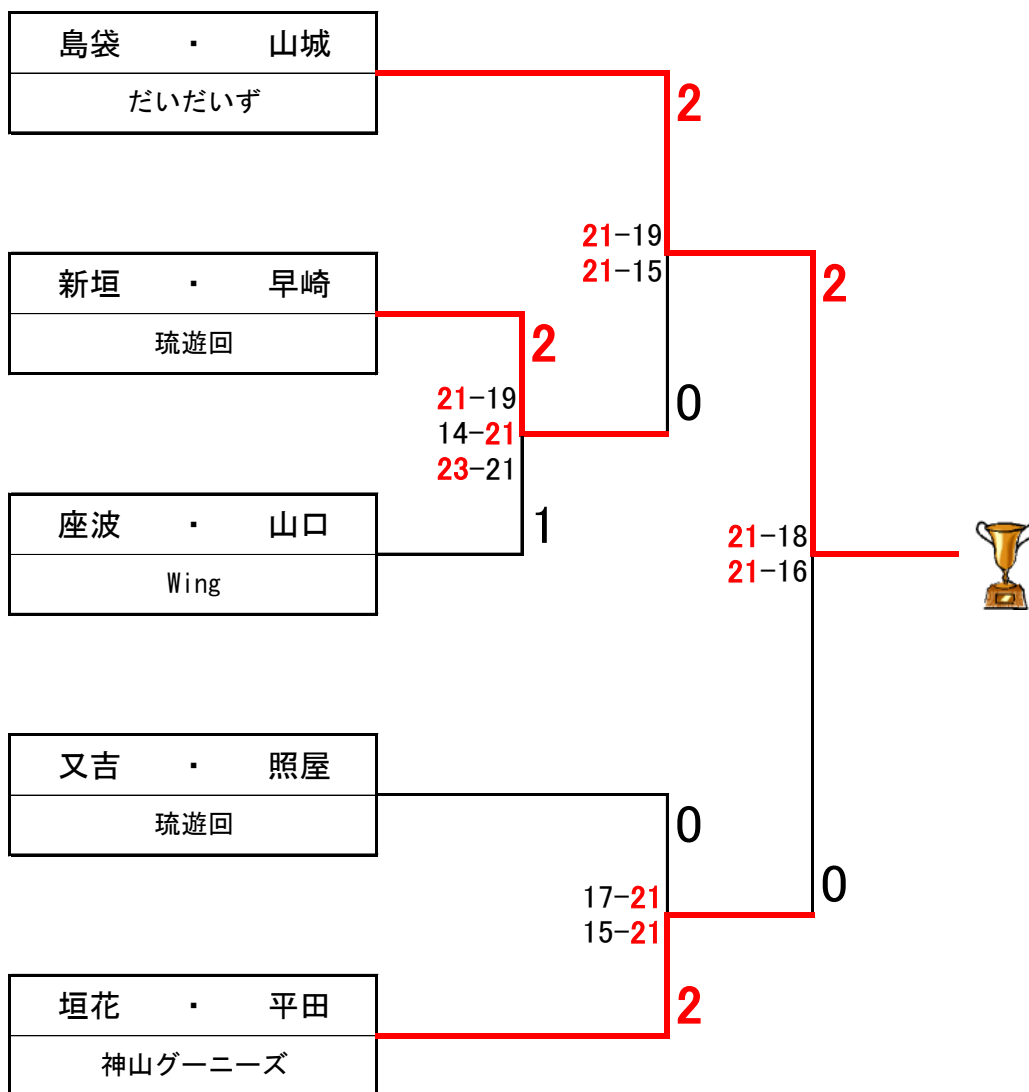 島袋 ・ 山城
だいだいず
2
21-19
21-15
新垣 ・ 早崎
琉遊回
2
2
21-19
14-21
23-21
0
座波 ・ 山口
Wing
1
21-18
21-16
又吉 ・ 照屋
琉遊回
0
17-21
15-21
0
垣花 ・ 平田
神山グーニーズ
2